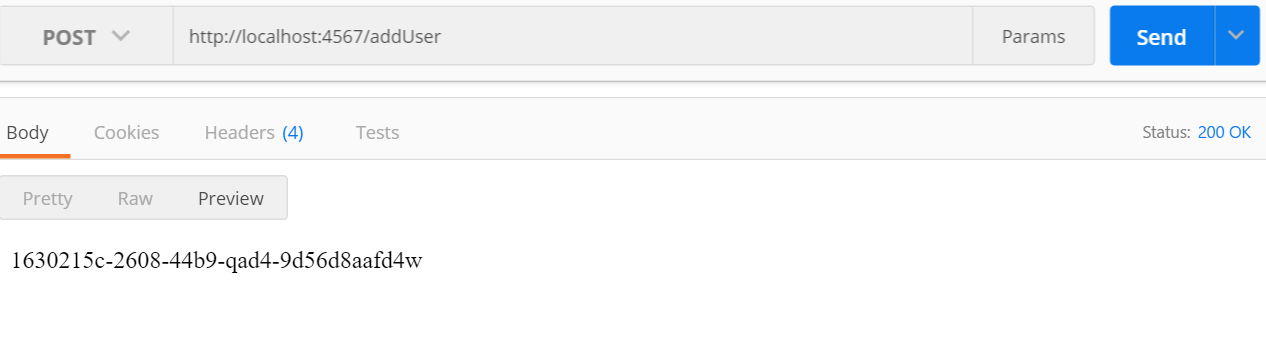 POST http://localhost:4567/addUser Params Send
Body Cookies Headers (4) Tests Status: 200 OK
Pretty Raw Preview
1630215c-2608-44b9-qad4-9d56d8aafd4w